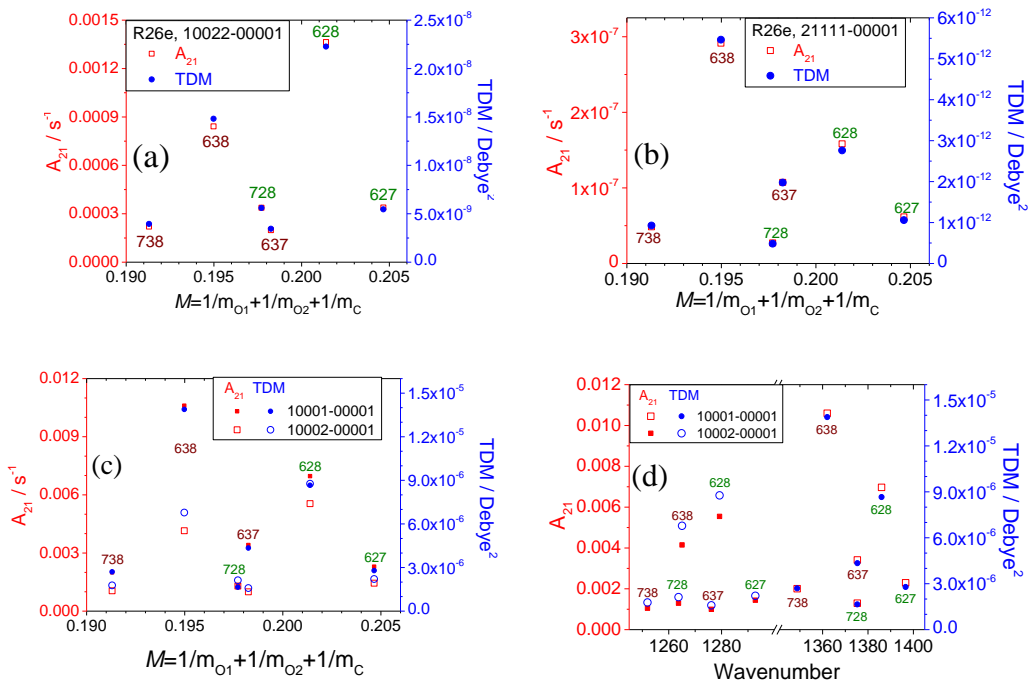 R26e, 10022-00001
A21
TDM
(a)
628
638
728
637
627
738
0.0015
0.0012
0.0009
0.0006
0.0003
0.0000
A21 / s-1
2.5x10-8
2.0x10-8
1.5x10-8
1.0x10-8
5.0x10-9
0.0
TDM / Debye2
0.190 0.195 0.200 0.205
M=1/mO1+1/mO2+1/mC
R26e, 21111-00001
A21
TDM
(b)
638
628
637
627
738
728
3x10-7
2x10-7
1x10-7
0
A21 / s-1
6x10-12
5x10-12
4x10-12
3x10-12
2x10-12
1x10-12
0
TDM / Debye2
0.190 0.195 0.200 0.205
M=1/mO1+1/mO2+1/mC
A21 TDM
10001-00001
10002-00001
(c)
638
628
637
738
728
627
0.012
0.009
0.006
0.003
0.000
A21 / s-1
1.5x10-5
1.2x10-5
9.0x10-6
6.0x10-6
3.0x10-6
0.0
TDM / Debye2
0.190 0.195 0.200 0.205
M=1/mO1+1/mO2+1/mC
A21 TDM
10001-00001
10002-00001
(d)
638
628
628
638
637
738 728 637 627
738
728
627
0.012
0.010
0.008
0.006
0.004
0.002
0.000
A21
1.5x10-5
1.2x10-5
9.0x10-6
6.0x10-6
3.0x10-6
0.0
TDM / Debye2
1260 1280 1360 1380 1400
Wavenumber